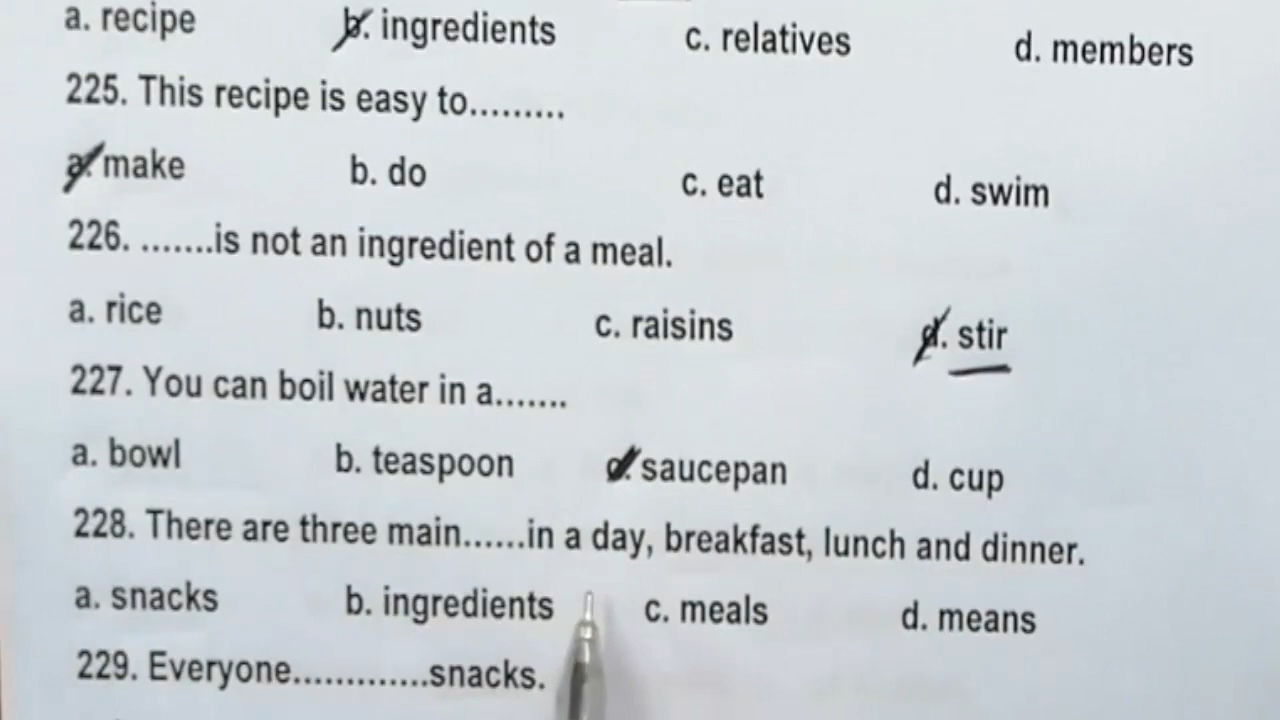 a. recipe b. ingredients c. relatives d. members
225. This recipe is easy to.........
a. make b. do c. eat d. swim
226. .......is not an ingredient of a meal.
a. rice b. nuts c. raisins d. stir
227. You can boil water in a.......
a. bowl b. teaspoon c. saucepan d. cup
228. There are three main......in a day, breakfast, lunch and dinner.
a. snacks b. ingredients c. meals d. means
229. Everyone.............snacks.